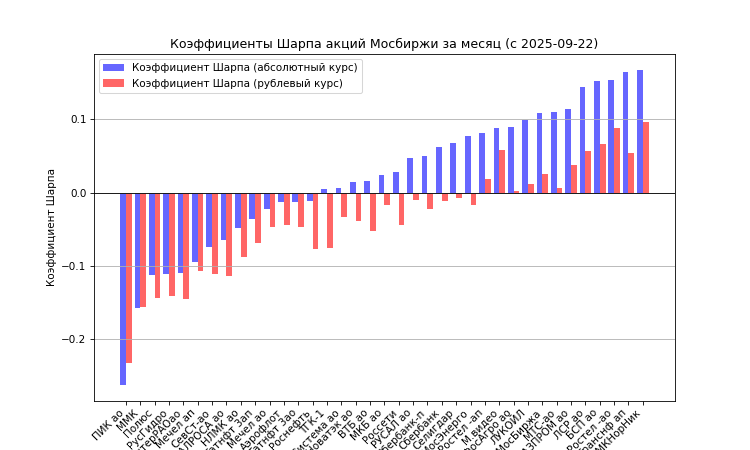 Коэффициенты Шарпа акций Мосбиржи за месяц (с 2025-09-22)
Коэффициент Шарпа (абсолютный курс)
Коэффициент Шарпа (рублевый курс)
Коэффициент Шарпа
0.1
0.0
−0.1
−0.2
ПИК ао
ММК
Полюс
РусГидро
Мечел ап
СевСт-ао
НЛМК ао
Мечел ао
Аэрофлот
Роснефть
ВТБ ао
МКБ ао
Россети
РУСАЛ ао
Сбербанк
Селигдар
Ростел -ап
М.видео
ЛУКОЙЛ
МосБиржа
МТС-ао
ЛСР ао
БСП ао
Ростел -ао